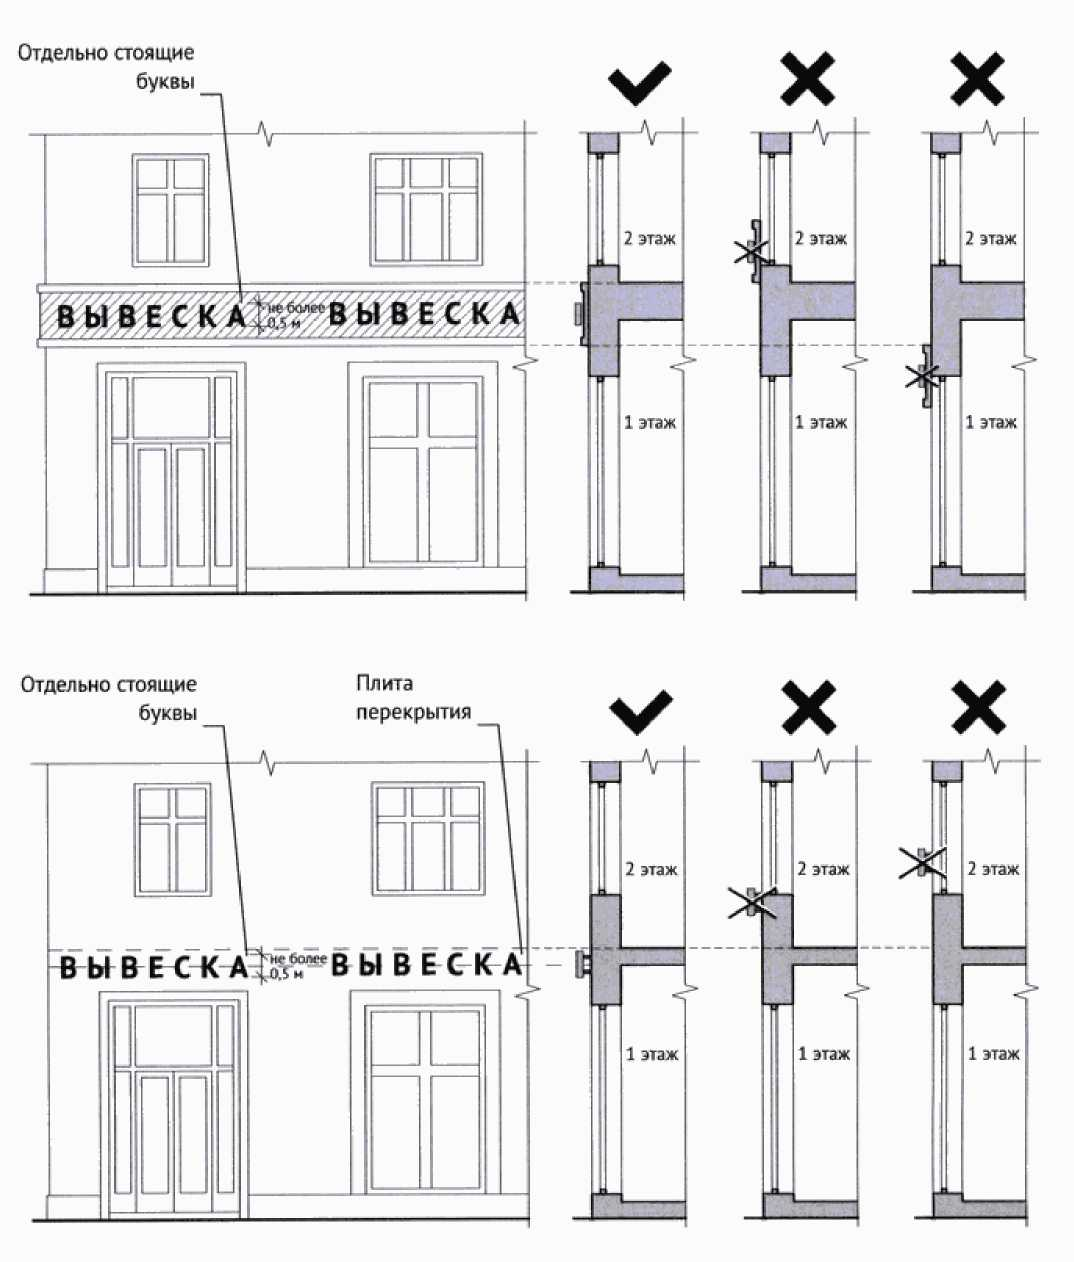 Отдельно стоящие
буквы
2 этаж
2 этаж
2 этаж
ВЫВЕСКА
не более
0,5 м
ВЫВЕСКА
1 этаж
1 этаж
1 этаж
Отдельно стоящие
буквы
Плита
перекрытия
2 этаж
2 этаж
2 этаж
ВЫВЕСКА
не более
0,5 м
ВЫВЕСКА
1 этаж
1 этаж
1 этаж